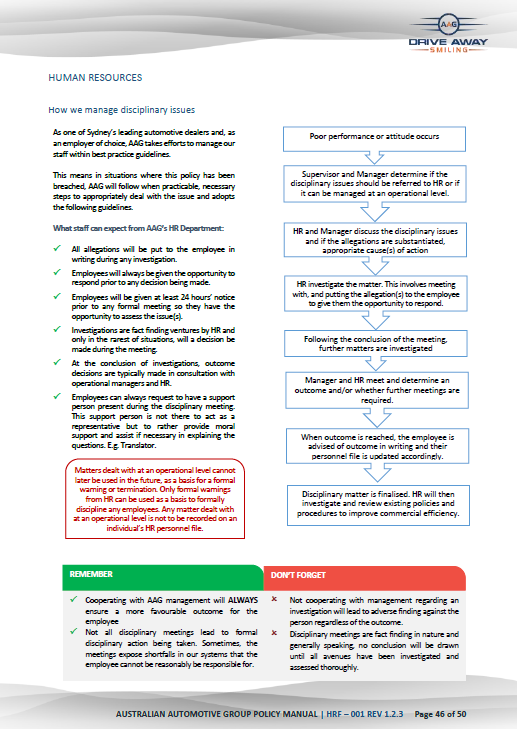 AAG
DRIVE AWAY
SMILING
HUMAN RESOURCES
How we manage disciplinary issues
As one of Sydney's leading automotive dealers and, as
an employer of choice, AAG takes efforts to manage our
staff within best practice guidelines.
This means in situations where this policy has been
breached, AAG will follow when practicable, necessary
steps to appropriately deal with the issue and adopts
the following guidelines.
What staff can expect from AAG's HR Department:
✓ All allegations will be put to the employee in
writing during any investigation.
✓ Employees will always be given the opportunity to
respond prior to any decision being made.
✓ Employees will be given at least 24 hours' notice
prior to any formal meeting so they have the
opportunity to assess the issue(s).
✓ Investigations are fact finding ventures by HR and
only in the rarest of situations, will a decision be
made during the meeting.
✓ At the conclusion of investigations, outcome
decisions are typically made in consultation with
operational managers and HR.
✓ Employees can always request to have a support
person present during the disciplinary meeting.
This support person is not there to act as a
representative but to rather provide moral
support and assist if necessary in explaining the
questions. E.g. Translator.
Matters dealt with at an operational level cannot
later be used in the future, as a basis for a formal
warning or termination. Only formal warnings
from HR can be used as a basis to formally
discipline any employees. Any matter dealt with
at an operational level is not to be recorded on an
individual's HR personnel file.
Poor performance or attitude occurs
Supervisor and Manager determine if the
disciplinary issues should be referred to HR or if
it can be managed at an operational level.
HR and Manager discuss the disciplinary issues
and if the allegations are substantiated,
appropriate cause(s) of action
HR investigate the matter. This involves meeting
with, and putting the allegation(s) to the employee
to give them the opportunity to respond.
Following the conclusion of the meeting,
further matters are investigated
Manager and HR meet and determine an
outcome and/or whether further meetings are
required.
When outcome is reached, the employee is
advised of outcome in writing and their
personnel file is updated accordingly.
Disciplinary matter is finalised. HR will then
investigate and review existing policies and
procedures to improve commercial efficiency.
REMEMBER
✓ Cooperating with AAG management will ALWAYS
ensure a more favourable outcome for the
employee
✓ Not all disciplinary meetings lead to formal
disciplinary action being taken. Sometimes, the
meetings expose shortfalls in our systems that the
employee cannot be reasonably be responsible for.
DON'T FORGET
× Not cooperating with management regarding an
investigation will lead to adverse finding against the
person regardless of the outcome.
× Disciplinary meetings are fact finding in nature and
generally speaking, no conclusion will be drawn
until all avenues have been investigated and
assessed thoroughly.
AUSTRALIAN AUTOMOTIVE GROUP POLICY MANUAL | HRF – 001 REV 1.2.3 Page 46 of 50